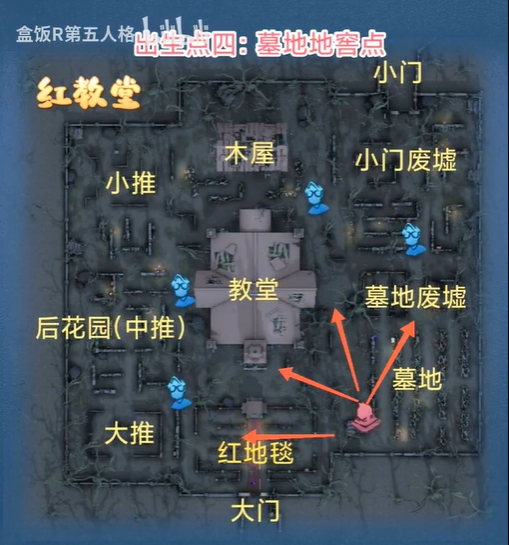 盒饭R第五人格
出生点四：墓地地窖点
小门
红教堂
木屋
小门废墟
小推
教堂
墓地废墟
后花园(中推)
墓地
大推
红地毯
大门